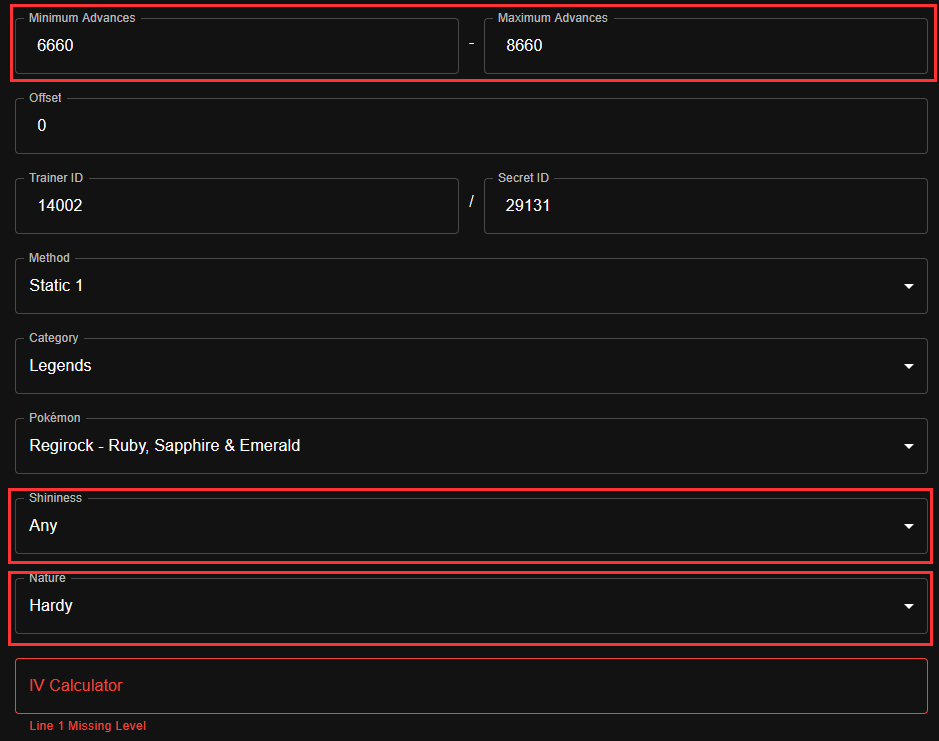 Minimum Advances
Maximum Advances
6660 - 8660
Offset
0
Trainer ID
Secret ID
14002 / 29131
Method
Static 1
Category
Legends
Pokémon
Regirock - Ruby, Sapphire & Emerald
Shininess
Any
Nature
Hardy
IV Calculator
Line 1 Missing Level